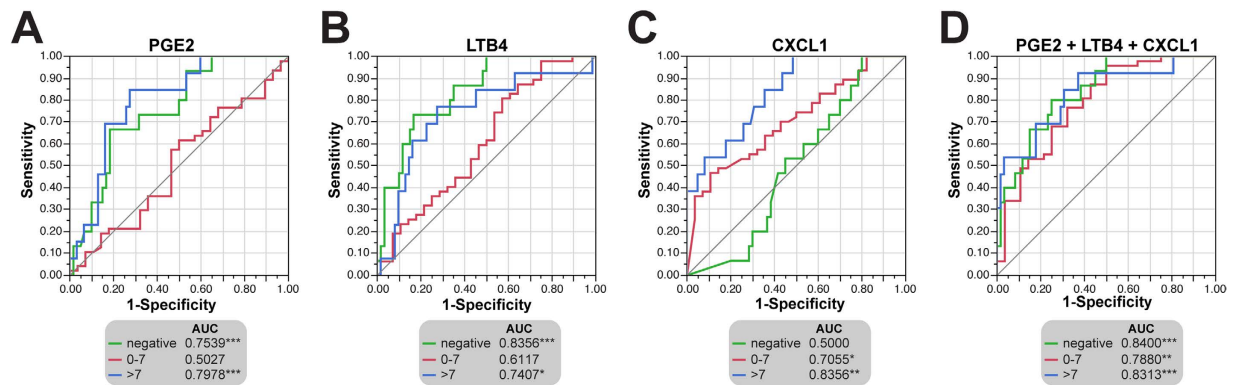 A
PGE2
Sensitivity
1.00
0.90
0.80
0.70
0.60
0.50
0.40
0.30
0.20
0.10
0.00
0.00 0.20 0.40 0.60 0.80 1.00
1-Specificity
AUC
negative 0.7539***
0-7 0.5027
>7 0.7978***
B
LTB4
Sensitivity
1.00
0.90
0.80
0.70
0.60
0.50
0.40
0.30
0.20
0.10
0.00
0.00 0.20 0.40 0.60 0.80 1.00
1-Specificity
AUC
negative 0.8356***
0-7 0.6117
>7 0.7407*
C
CXCL1
Sensitivity
1.00
0.90
0.80
0.70
0.60
0.50
0.40
0.30
0.20
0.10
0.00
0.00 0.20 0.40 0.60 0.80 1.00
1-Specificity
AUC
negative 0.5000
0-7 0.7055*
>7 0.8356**
D
PGE2 + LTB4 + CXCL1
Sensitivity
1.00
0.90
0.80
0.70
0.60
0.50
0.40
0.30
0.20
0.10
0.00
0.00 0.20 0.40 0.60 0.80 1.00
1-Specificity
AUC
negative 0.8400***
0-7 0.7880**
>7 0.8313***